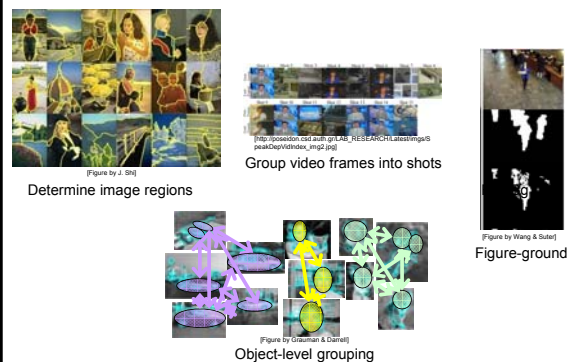 [Figure by J. Shi]
Determine image regions
[http://poseidon.csd.auth.gr/LAB_RESEARCH/Latest/imgs/S
peakDepVidIndex_img2.jpg]
Group video frames into shots
[Figure by Wang & Suter]
Figure-ground
[Figure by Grauman & Darrell]
Object-level grouping